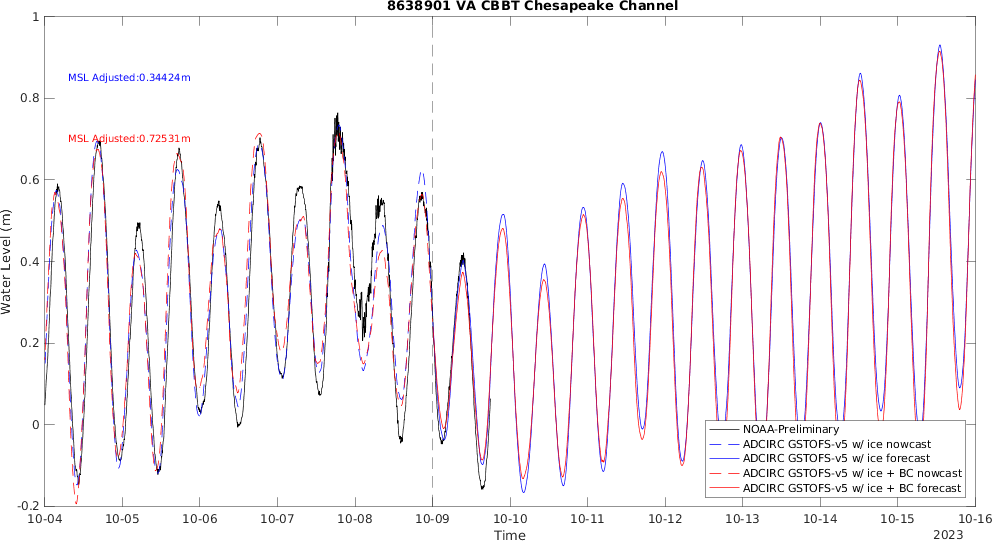 8638901 VA CBBT Chesapeake Channel
1
0.8
0.6
0.4
0.2
0
-0.2
Water Level (m)
MSL Adjusted:0.34424m
MSL Adjusted:0.72531m
NOAA-Preliminary
ADCIRC GSTOFS-v5 w/ ice nowcast
ADCIRC GSTOFS-v5 w/ ice forecast
ADCIRC GSTOFS-v5 w/ ice + BC nowcast
ADCIRC GSTOFS-v5 w/ ice + BC forecast
10-04 10-05 10-06 10-07 10-08 10-09 10-10 10-11 10-12 10-13 10-14 10-15 10-16
Time
2023